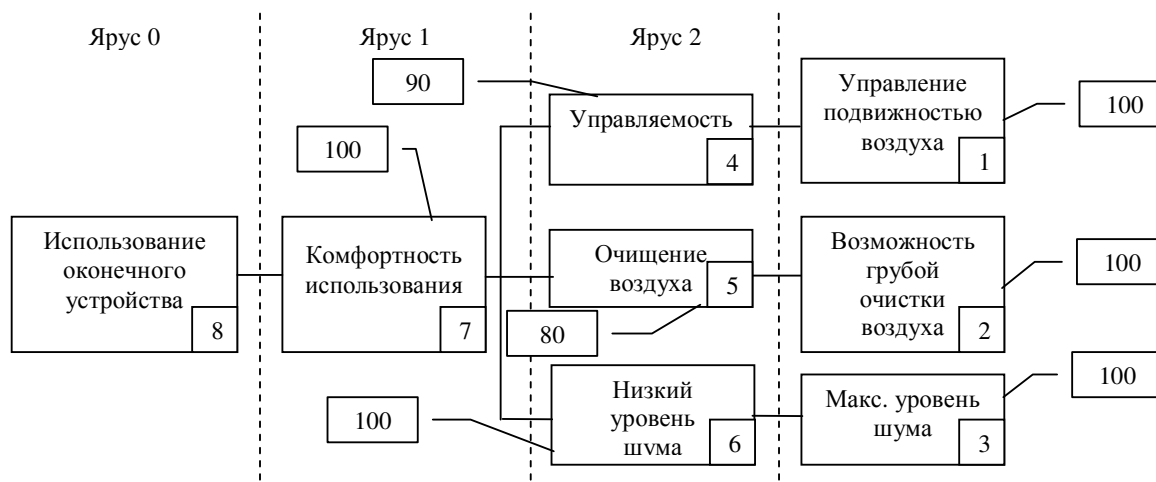 Ярус 0
Ярус 1
Ярус 2
90
Управляемость
4
Управление
подвижностью
воздуха
1
100
100
Использование
оконечного
устройства
8
Комфортность
использования
7
Очищение
воздуха
5
80
Возможность
грубой
очистки
воздуха
2
100
100
Низкий
уровень
шума
6
Макс. уровень
шума
3
100